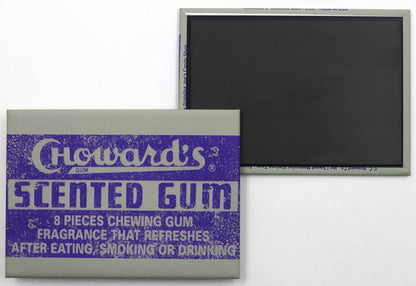 CHoward's®
GUM
SCENTED GUM
8 PIECES CHEWING GUM
FRAGRANCE THAT REFRESHES
AFTER EATING, SMOKING OR DRINKING